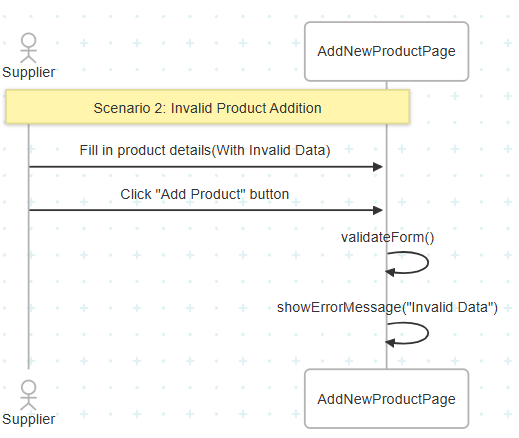 AddNewProductPage
Supplier
Scenario 2: Invalid Product Addition
Fill in product details(With Invalid Data)
Click "Add Product" button
validateForm()
showErrorMessage("Invalid Data")
AddNewProductPage
Supplier